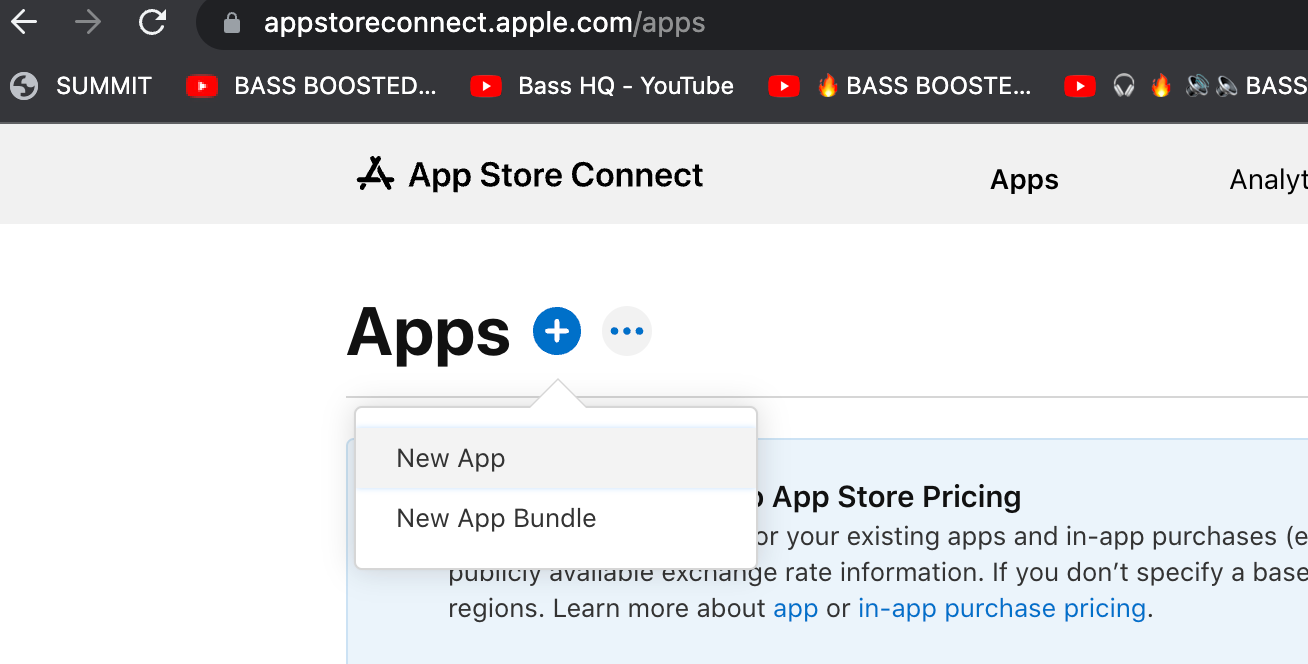 appstoreconnect.apple.com/apps
SUMMIT BASS BOOSTED... Bass HQ - YouTube 🔥 BASS BOOSTE... 🎧 🔥 🔊🔈 BASS
App Store Connect Apps
Apps
New App
App Store Pricing
New App Bundle
your existing apps and in-app purchases (e
publicly available exchange rate information. If you don’t specify a base
regions. Learn more about app or in-app purchase pricing.